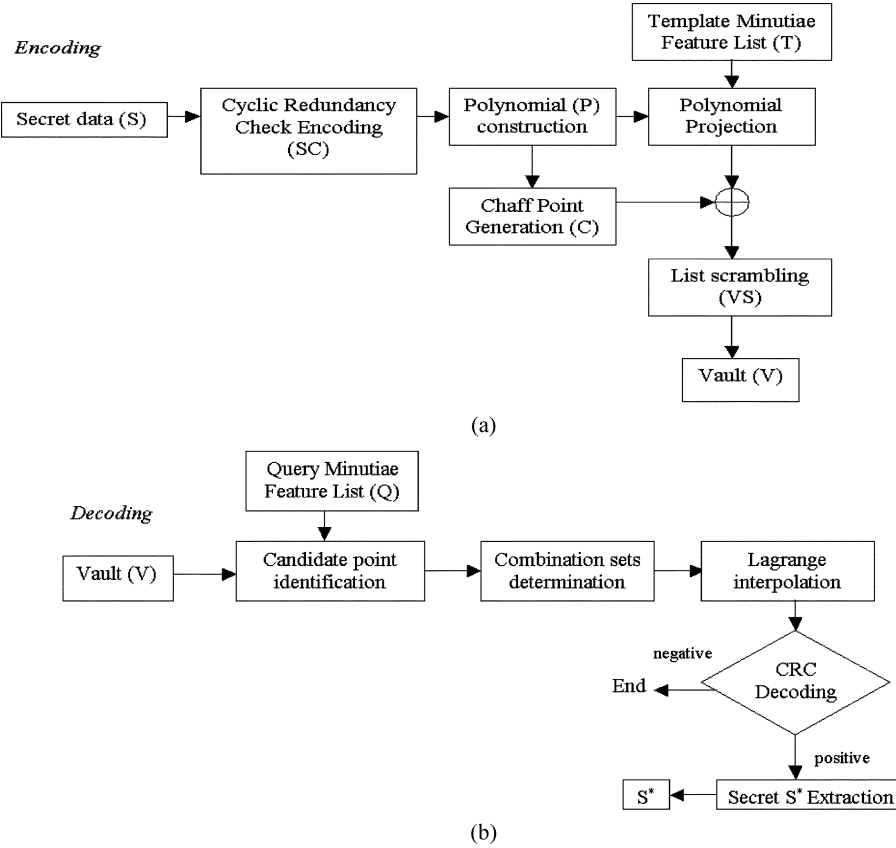 Encoding
Template Minutiae
Feature List (T)
Secret data (S)
Cyclic Redundancy
Check Encoding
(SC)
Polynomial (P)
construction
Polynomial
Projection
Chaff Point
Generation (C)
List scrambling
(VS)
Vault (V)
(a)
Decoding
Query Minutiae
Feature List (Q)
Vault (V)
Candidate point
identification
Combination sets
determination
Lagrange
interpolation
negative
CRC
Decoding
End
positive
S*
Secret S* Extraction
(b)